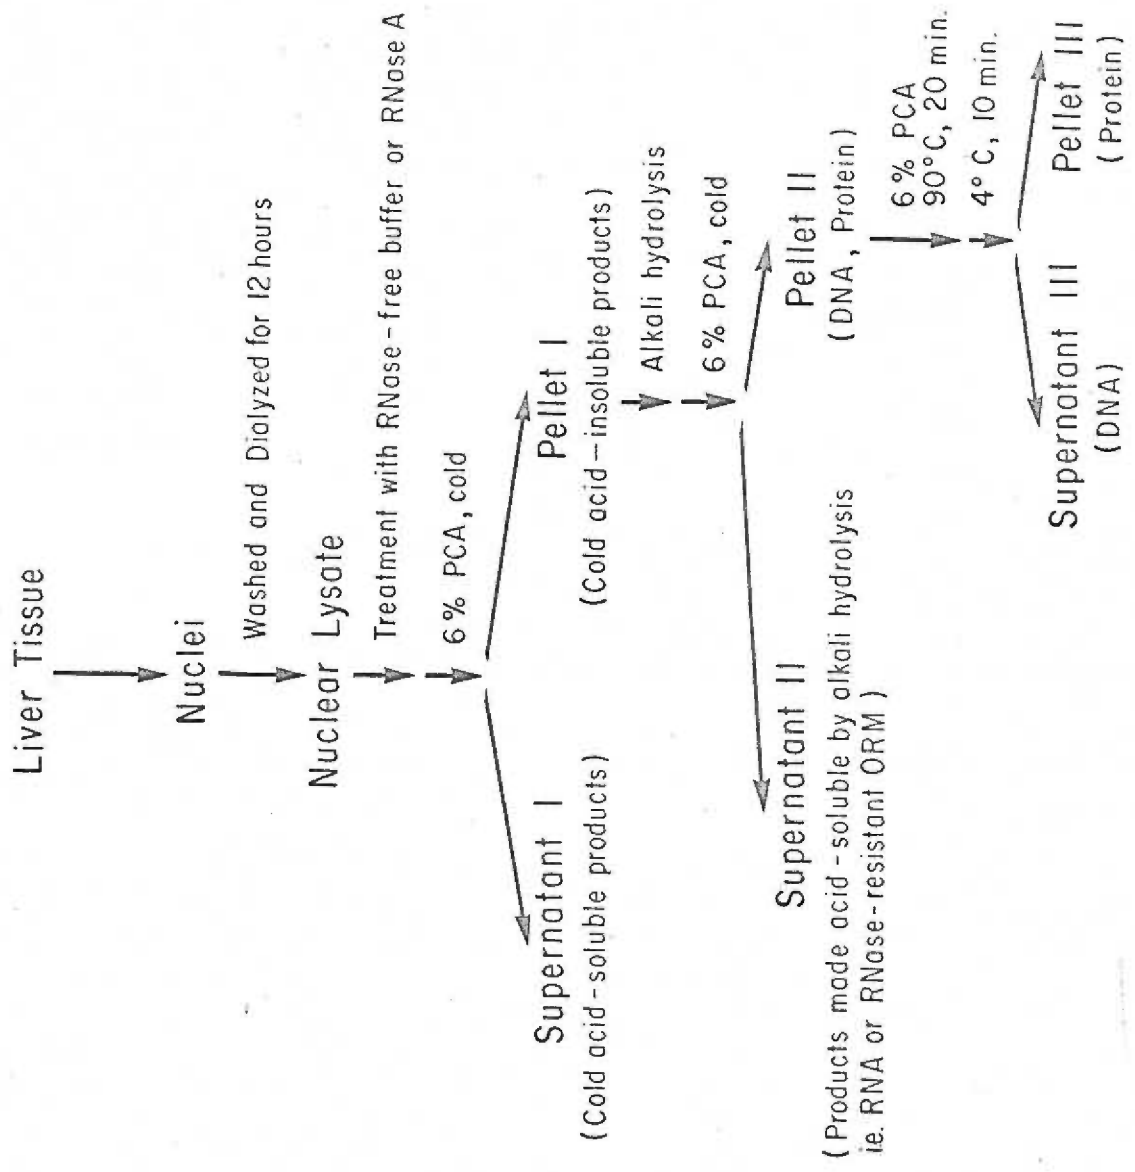 Liver Tissue
Nuclei
Washed and Dialyzed for 12 hours
Nuclear Lysate
Treatment with RNase-free buffer or RNase A
6% PCA, cold
Supernatant I
(Cold acid-soluble products)
Pellet I
(Cold acid-insoluble products)
Alkali hydrolysis
6% PCA, cold
Supernatant II
(Products made acid-soluble by alkali hydrolysis
i.e. RNA or RNase-resistant ORM)
Pellet II
(DNA, Protein)
6% PCA
90°C, 20 min.
4°C, 10 min.
Supernatant III
(DNA)
Pellet III
(Protein)